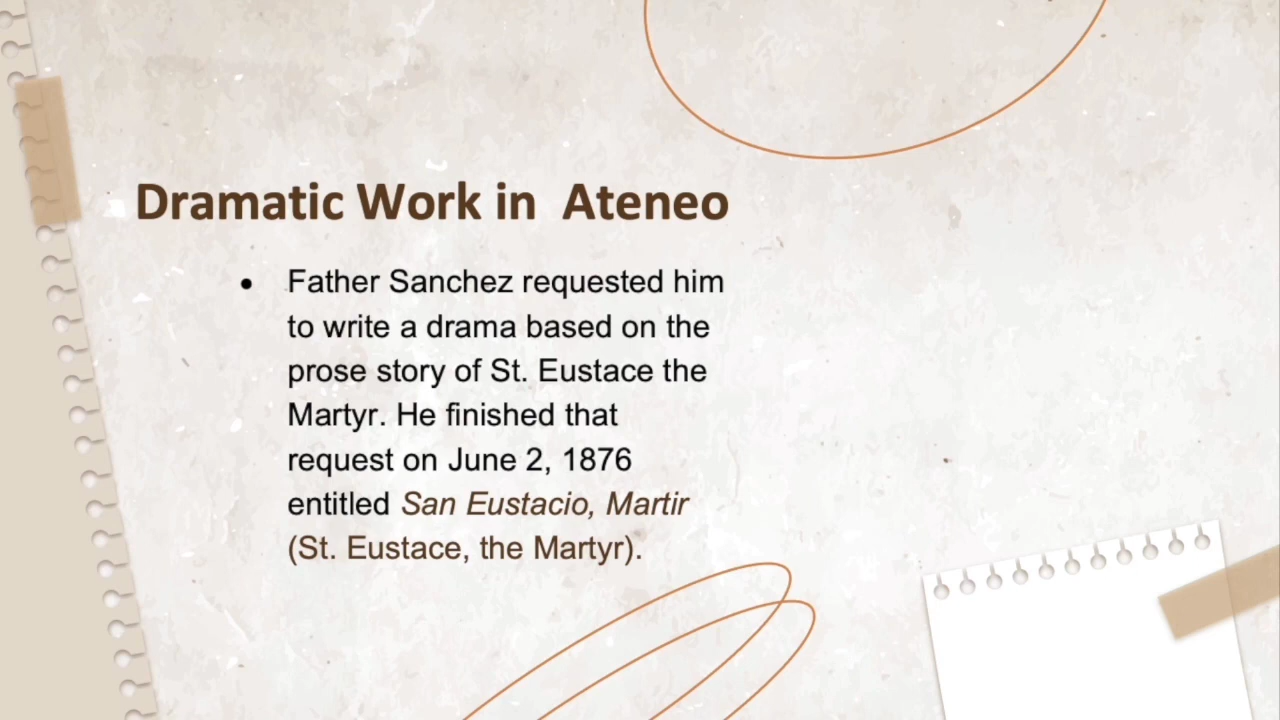 Dramatic Work in  Ateneo
• Father Sanchez requested him
to write a drama based on the
prose story of St. Eustace the
Martyr. He finished that
request on June 2, 1876
entitled San Eustacio, Martir
(St. Eustace, the Martyr).